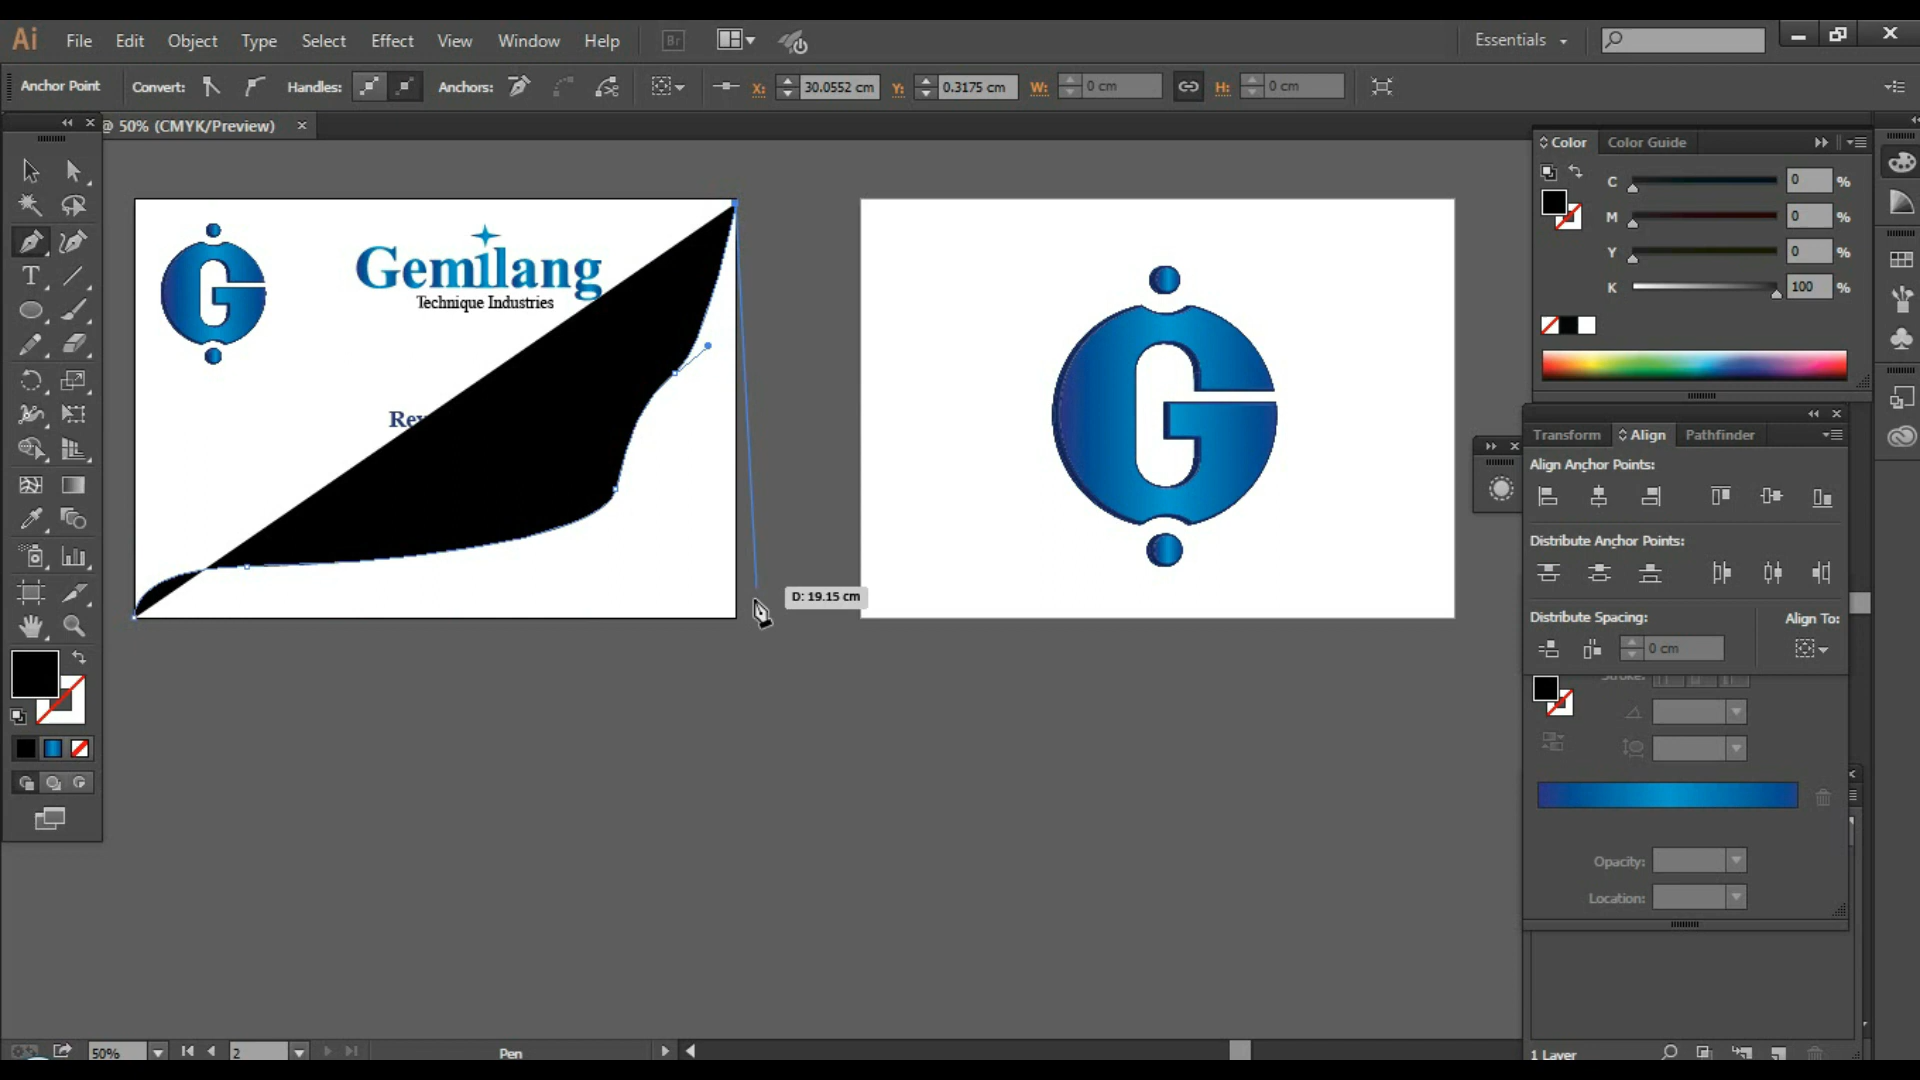 Ai File Edit Object Type Select Effect View Window Help Br Essentials
Anchor Point Convert: Handles: Anchors: X: 30.0552 cm Y: 0.3175 cm W: 0 cm H: 0 cm
@ 50% (CMYK/Preview)
Color Color Guide
C 0 %
M 0 %
Y 0 %
K 100 %
Gemilang
Technique Industries
Rev
G
G
T
D: 19.15 cm
Transform Align Pathfinder
Align Anchor Points:
Distribute Anchor Points:
Distribute Spacing: Align To:
0 cm
Stroke:
Opacity:
Location:
50% 2 Pen
1 Layer